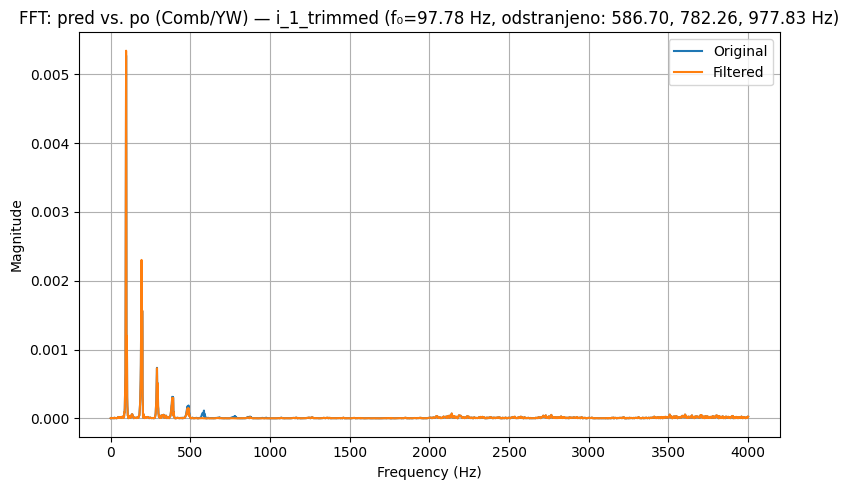 FFT: pred vs. po (Comb/YW) — i_1_trimmed (f₀=97.78 Hz, odstranjeno: 586.70, 782.26, 977.83 Hz)
Original
Filtered
0.005
0.004
0.003
0.002
0.001
0.000
Magnitude
0 500 1000 1500 2000 2500 3000 3500 4000
Frequency (Hz)